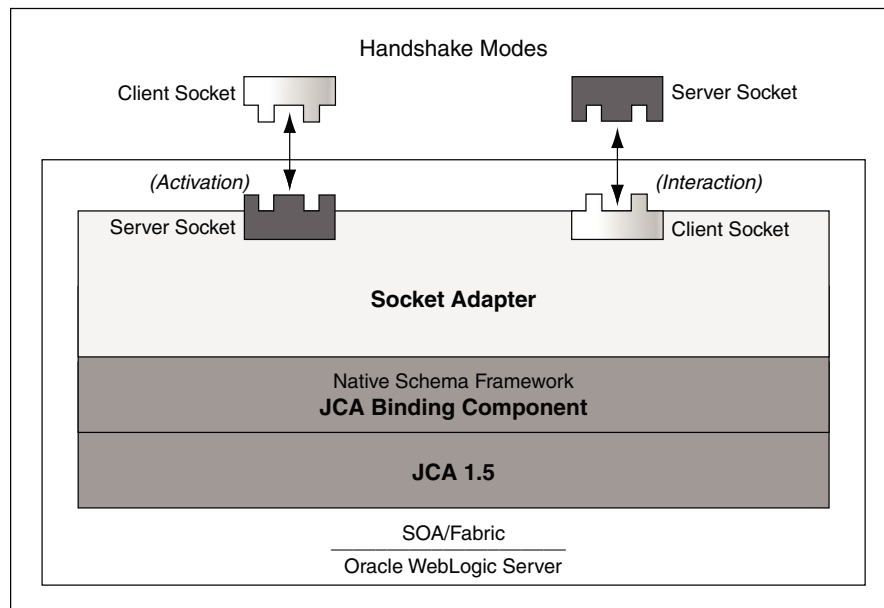 Handshake Modes
Client Socket
Server Socket
(Activation)
(Interaction)
Server Socket
Client Socket
Socket Adapter
Native Schema Framework
JCA Binding Component
JCA 1.5
SOA/Fabric
Oracle WebLogic Server